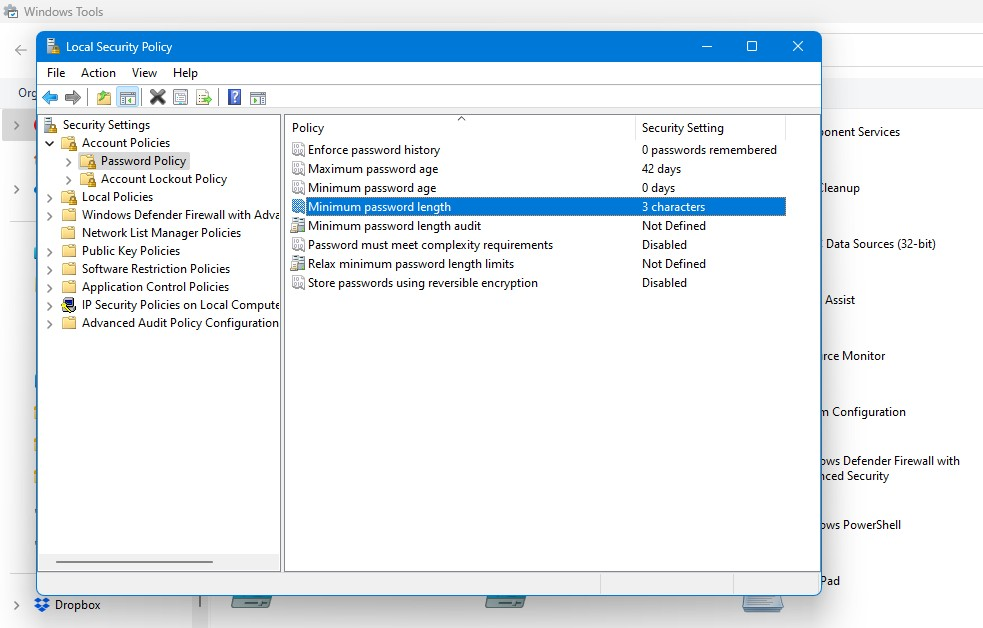 Windows Tools
Local Security Policy
File Action View Help
Org
Security Settings
Account Policies
Password Policy
Account Lockout Policy
Local Policies
Windows Defender Firewall with Adva
Network List Manager Policies
Public Key Policies
Software Restriction Policies
Application Control Policies
IP Security Policies on Local Compute
Advanced Audit Policy Configuration
Policy Security Setting
Enforce password history 0 passwords remembered
Maximum password age 42 days
Minimum password age 0 days
Minimum password length 3 characters
Minimum password length audit Not Defined
Password must meet complexity requirements Disabled
Relax minimum password length limits Not Defined
Store passwords using reversible encryption Disabled
onent Services
Cleanup
Data Sources (32-bit)
Assist
rce Monitor
m Configuration
ows Defender Firewall with
nced Security
ows PowerShell
Pad
Dropbox